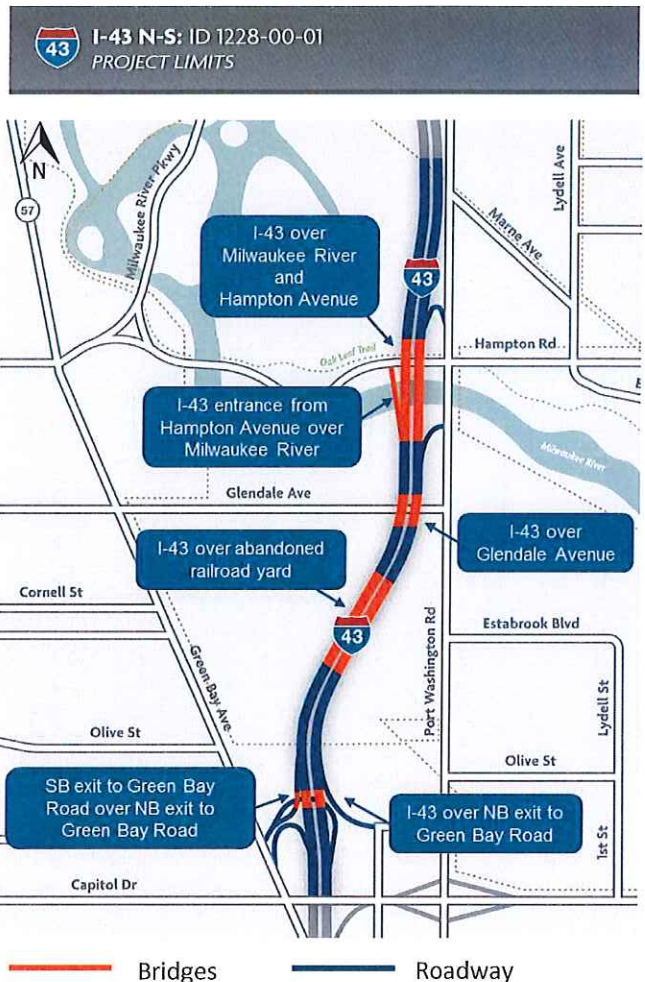 43
I-43 N-S: ID 1228-00-01
PROJECT LIMITS
N
57
Milwaukee River Pkwy
Lydell Ave
Marne Ave
I-43 over
Milwaukee River
and
Hampton Avenue
43
Oak Leaf Trail
Hampton Rd
I-43 entrance from
Hampton Avenue over
Milwaukee River
Milwaukee River
Glendale Ave
I-43 over
Glendale Avenue
I-43 over abandoned
railroad yard
Cornell St
43
Port Washington Rd
Estabrook Blvd
Green Bay Ave
Lydell St
Olive St
Olive St
SB exit to Green Bay
Road over NB exit to
Green Bay Road
I-43 over NB exit to
Green Bay Road
1st St
Capitol Dr
Bridges
Roadway